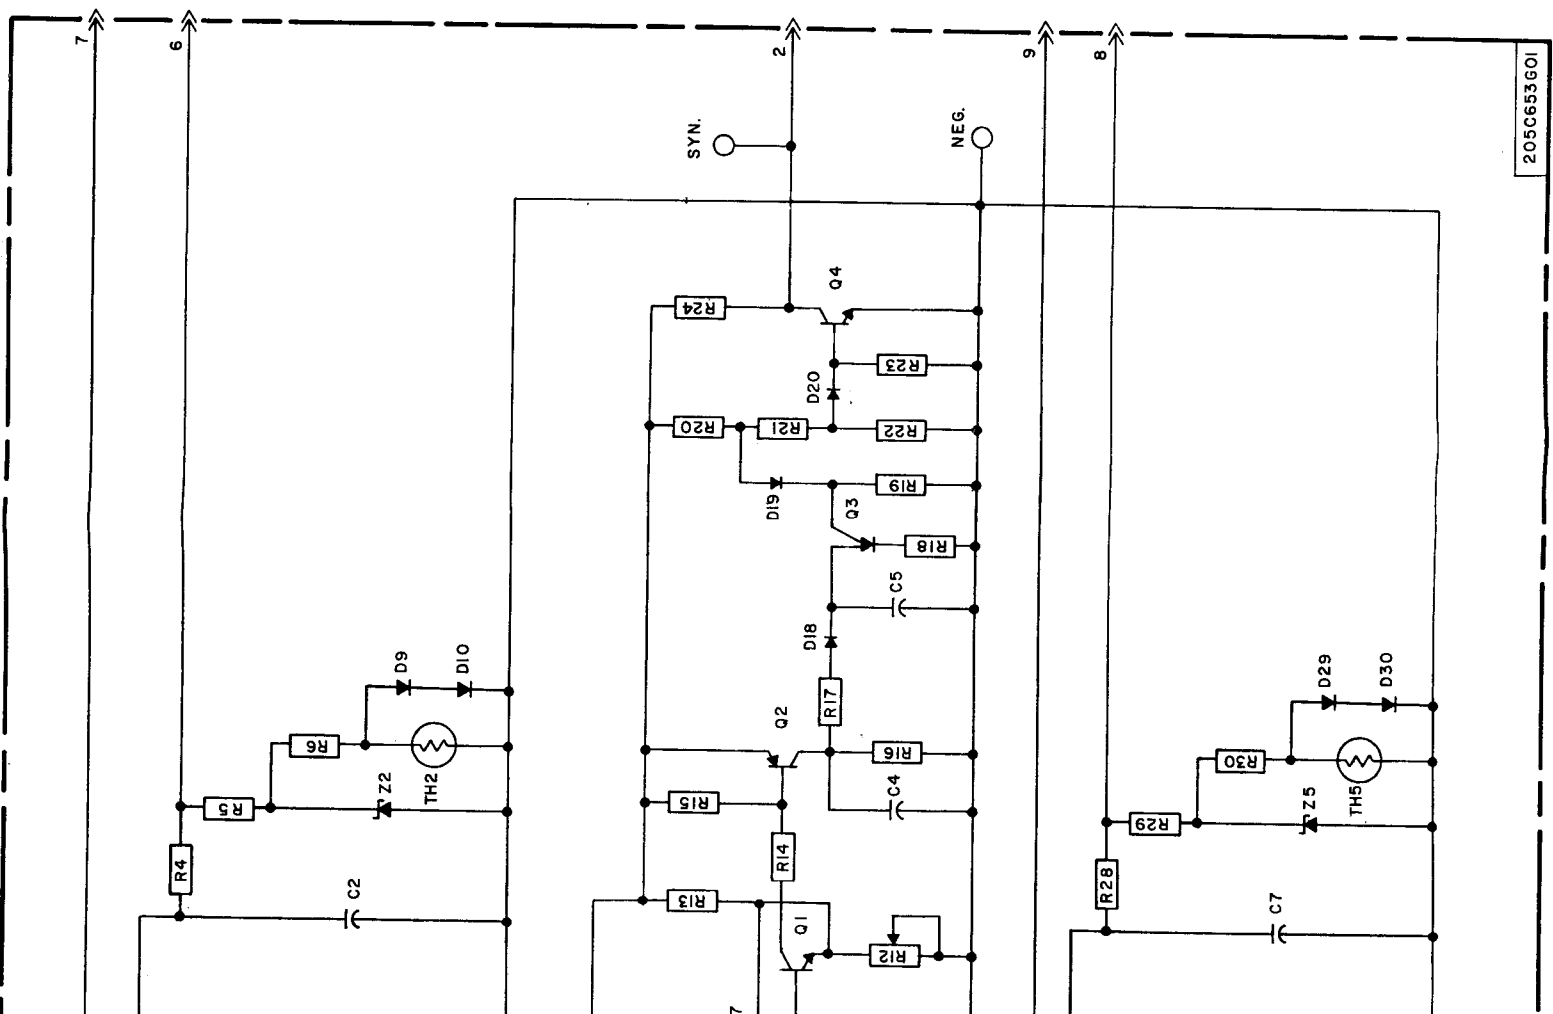 7
6
2
9
8
205C653G01
SYN.
NEG.
Q4
R24
R23
D20
R20
R21
R22
D19
R19
Q3
R18
C5
D18
D9
D10
D29
D30
R17
Q2
R6
R16
R30
TH2
Z2
R5
R15
C4
Z5
TH5
R29
R4
R14
R28
C2
R13
Q1
C7
R12
7